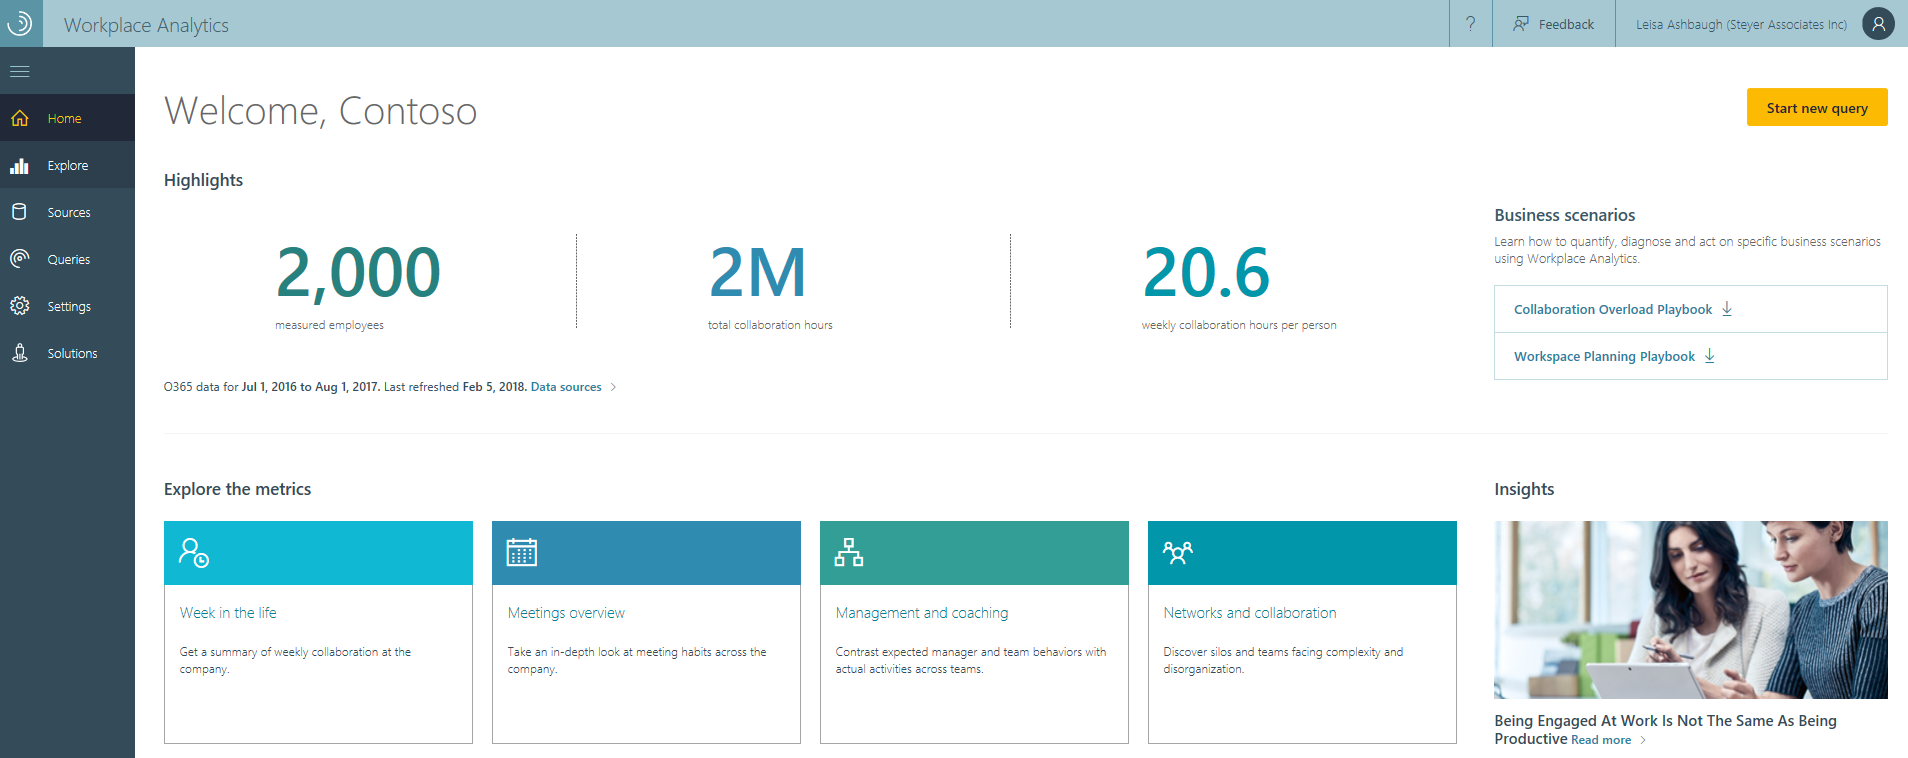 Workplace Analytics
?
Feedback
Leisa Ashbaugh (Steyer Associates Inc)
Home
Explore
Sources
Queries
Settings
Solutions
Welcome, Contoso
Start new query
Highlights
2,000
measured employees
2M
total collaboration hours
20.6
weekly collaboration hours per person
O365 data for Jul 1, 2016 to Aug 1, 2017. Last refreshed Feb 5, 2018. Data sources
Business scenarios
Learn how to quantify, diagnose and act on specific business scenarios
using Workplace Analytics.
Collaboration Overload Playbook
Workspace Planning Playbook
Explore the metrics
Week in the life
Get a summary of weekly collaboration at the
company.
Meetings overview
Take an in-depth look at meeting habits across the
company.
Management and coaching
Contrast expected manager and team behaviors with
actual activities across teams.
Networks and collaboration
Discover silos and teams facing complexity and
disorganization.
Insights
Being Engaged At Work Is Not The Same As Being
Productive Read more